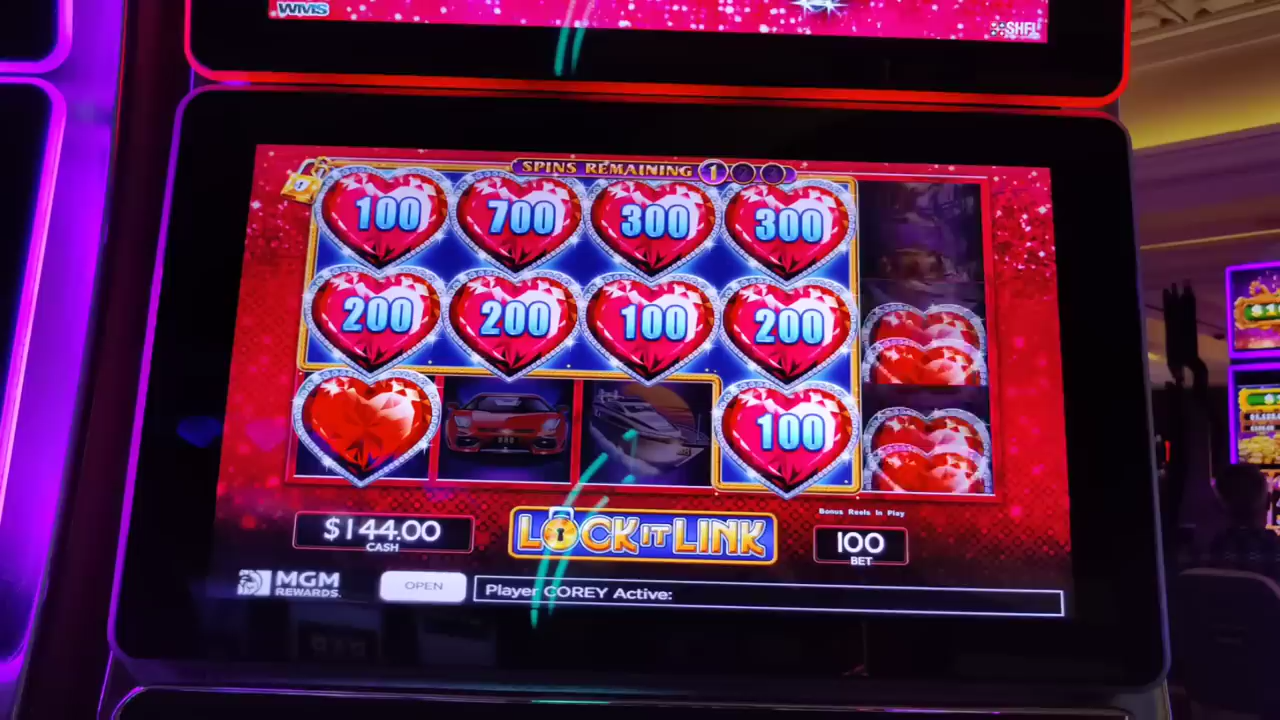 WMS
SHFL
SPINS REMAINING 1
100 700 300 300
200 200 100 200
100
$144.00
CASH
LOCK IT LINK
Bonus Reels In Play
100
BET
MGM
REWARDS.
OPEN
Player COREY Active: